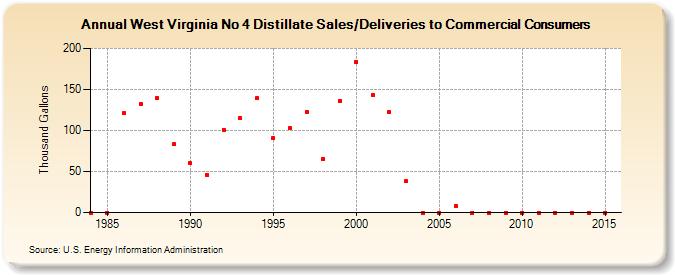 Annual West Virginia No 4 Distillate Sales/Deliveries to Commercial Consumers
Thousand Gallons
200
150
100
50
0
1985 1990 1995 2000 2005 2010 2015
Source: U.S. Energy Information Administration